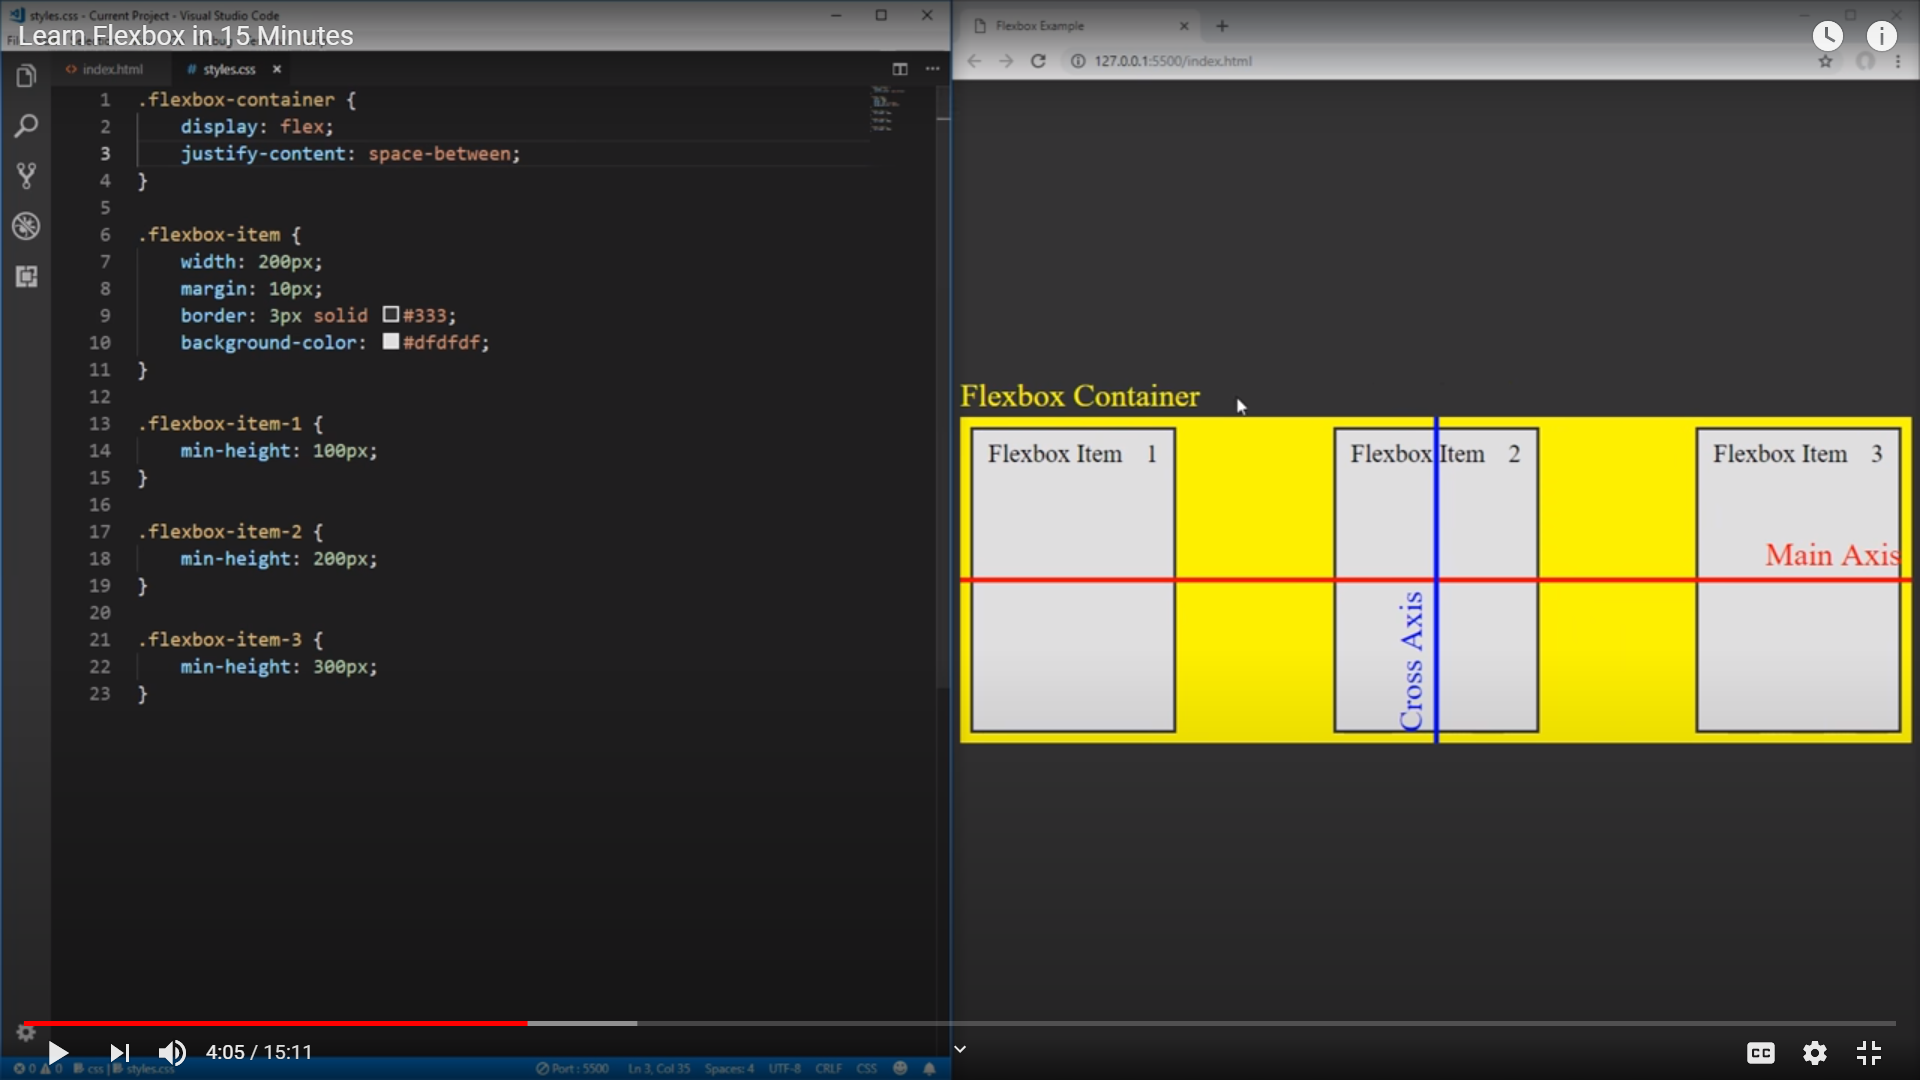 styles.css - Current Project - Visual Studio Code
Learn Flexbox in 15 Minutes
index.html
# styles.css
1 .flexbox-container {
2 display: flex;
3 justify-content: space-between;
4 }
5
6 .flexbox-item {
7 width: 200px;
8 margin: 10px;
9 border: 3px solid #333;
10 background-color: #dfdfdf;
11 }
12
13 .flexbox-item-1 {
14 min-height: 100px;
15 }
16
17 .flexbox-item-2 {
18 min-height: 200px;
19 }
20
21 .flexbox-item-3 {
22 min-height: 300px;
23 }
Flexbox Example
127.0.0.1:5500/index.html
Flexbox Container
Flexbox Item 1
Flexbox Item 2
Flexbox Item 3
Main Axis
Cross Axis
4:05 / 15:11
CC
0 0 css styles.css
Port : 5500 Ln 3, Col 35 Spaces: 4 UTF-8 CRLF CSS